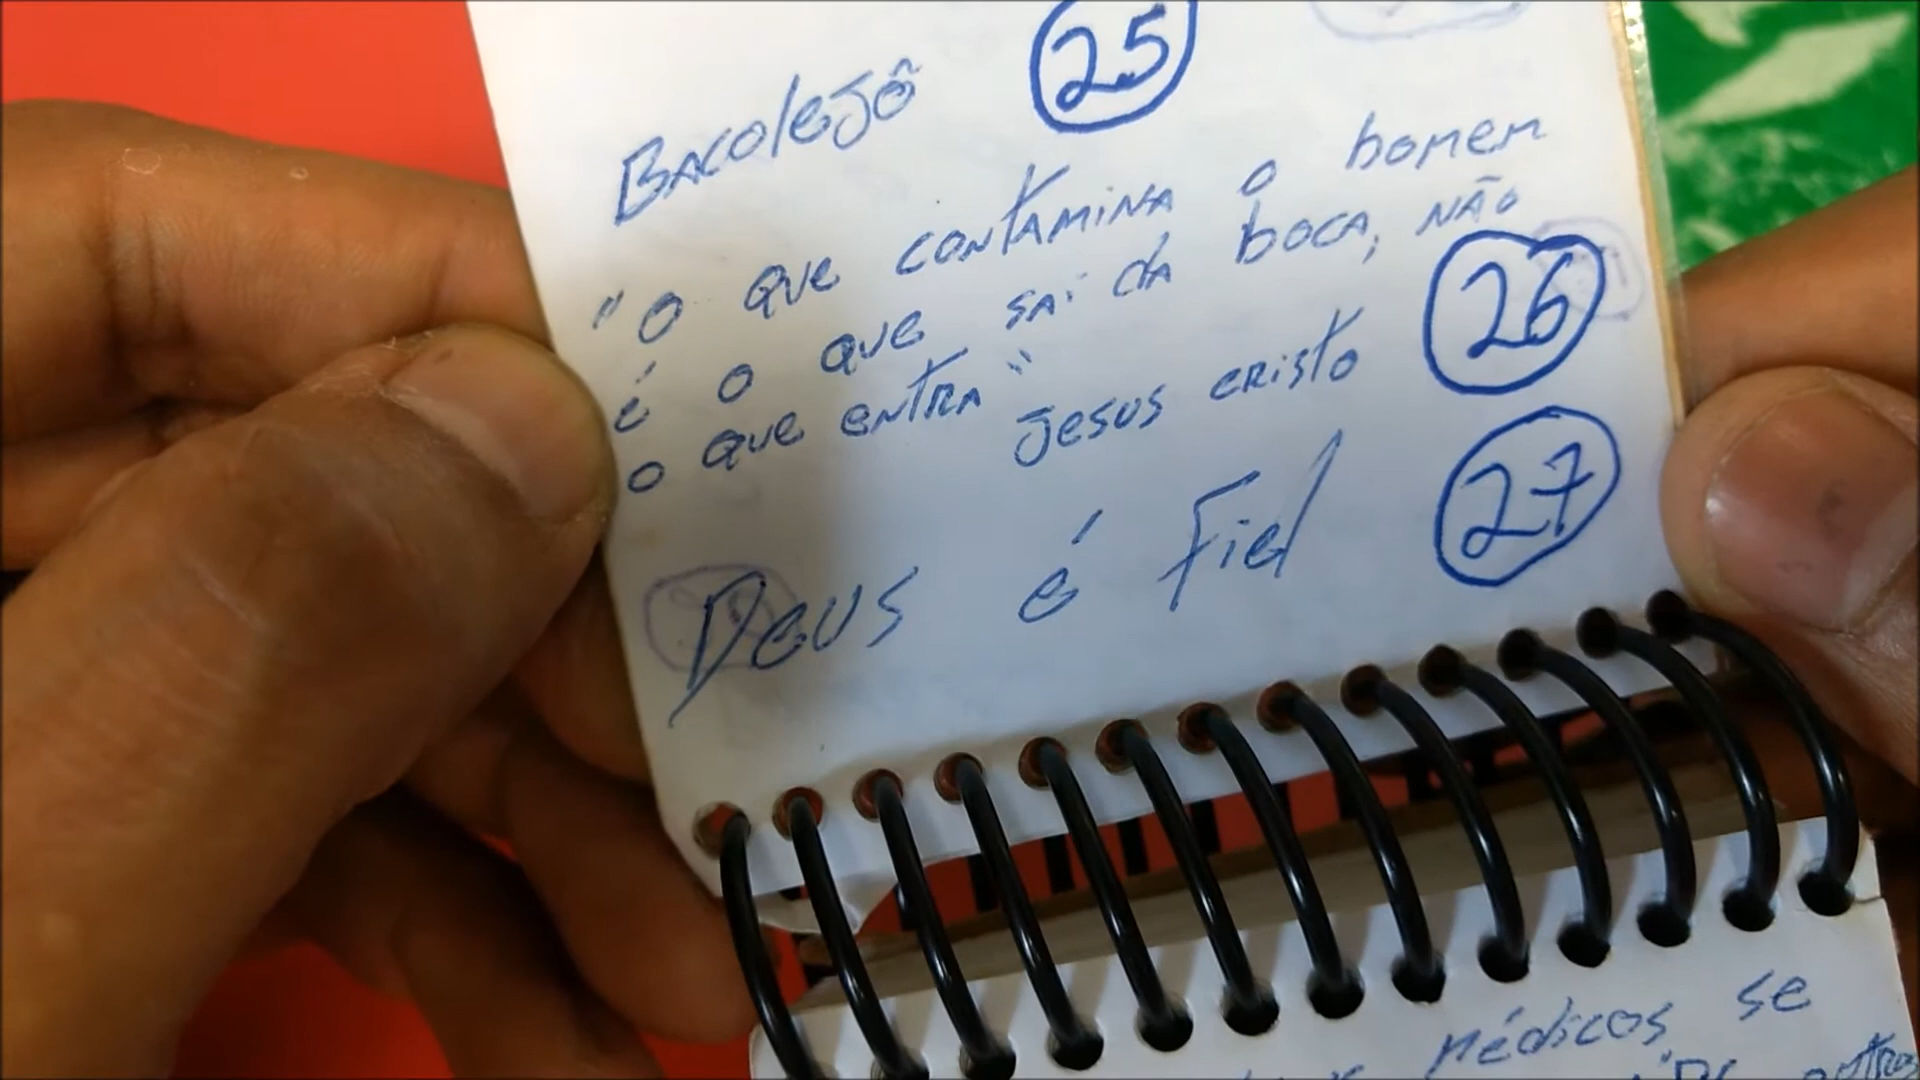 Bacolejô 25
"O que contamina o homem
é o que sai da boca, não
o que entra" 26
Jesus Cristo
Deus é Fiel 27
médicos se